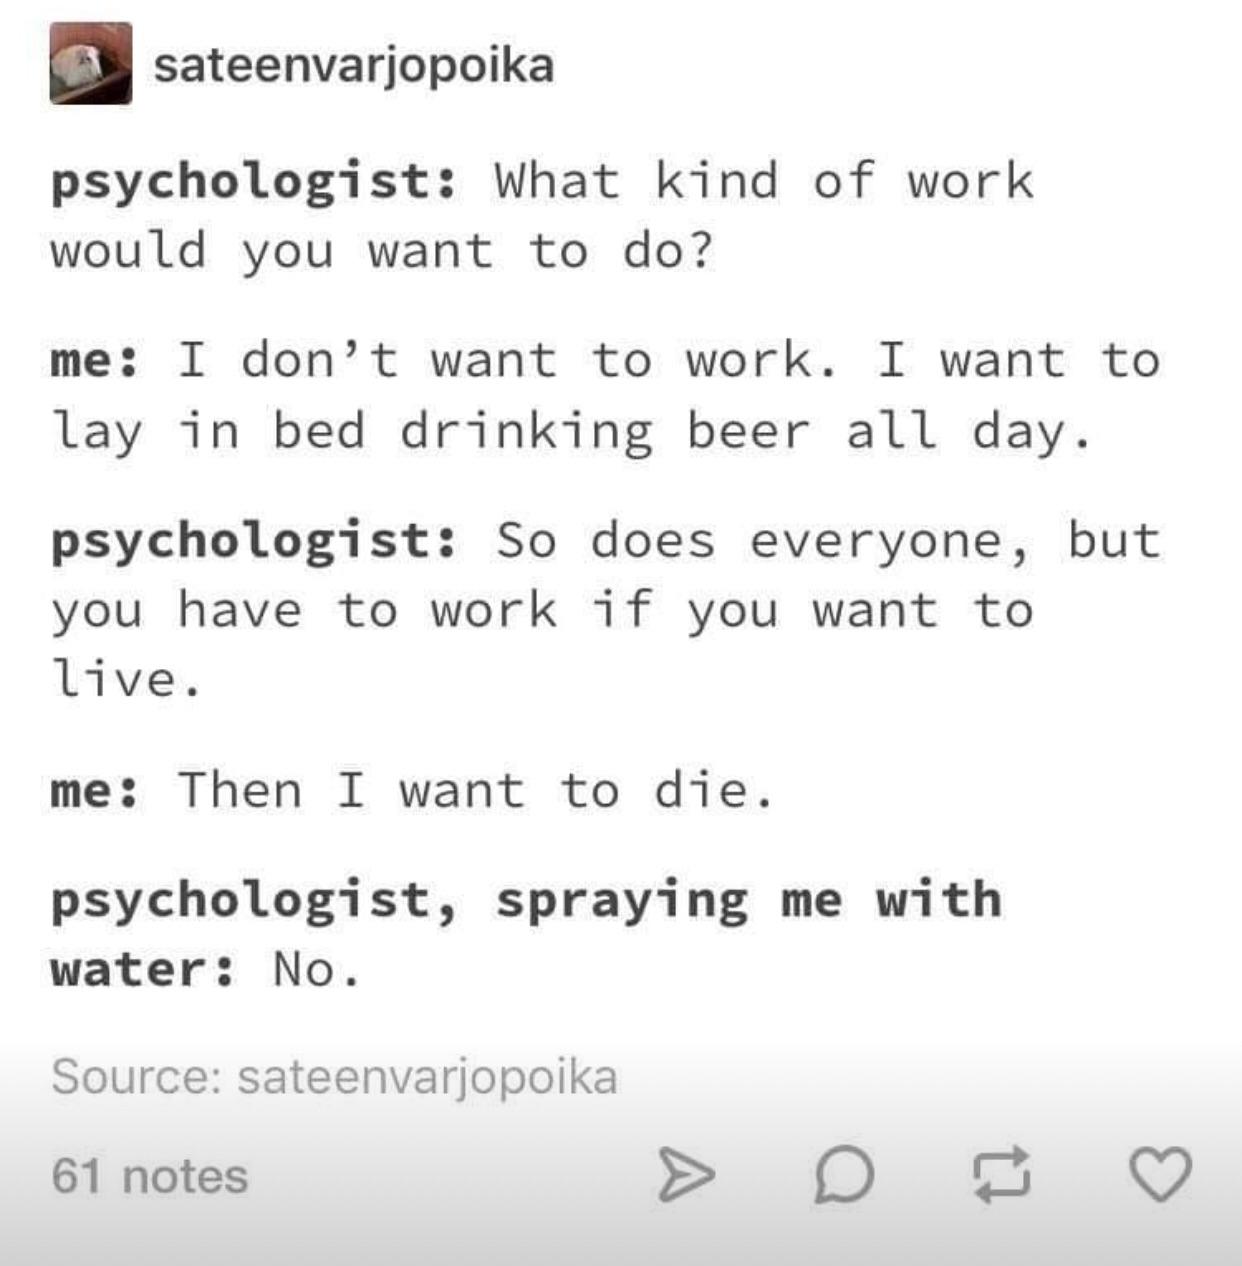 sateenvarjopoika
psychologist: What kind of work
would you want to do?
me: I don’t want to work. I want to
lay in bed drinking beer all day.
psychologist: So does everyone, but
you have to work if you want to
live.
me: Then I want to die.
psychologist, spraying me with
water: No.
Source: sateenvarjopoika
61 notes